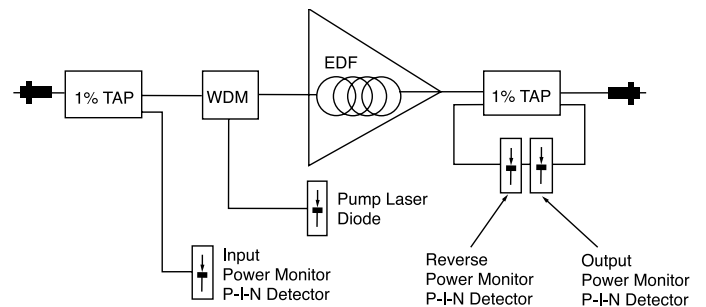 EDF
1% TAP
WDM
1% TAP
Pump Laser
Diode
Input
Power Monitor
P-I-N Detector
Reverse
Power Monitor
P-I-N Detector
Output
Power Monitor
P-I-N Detector